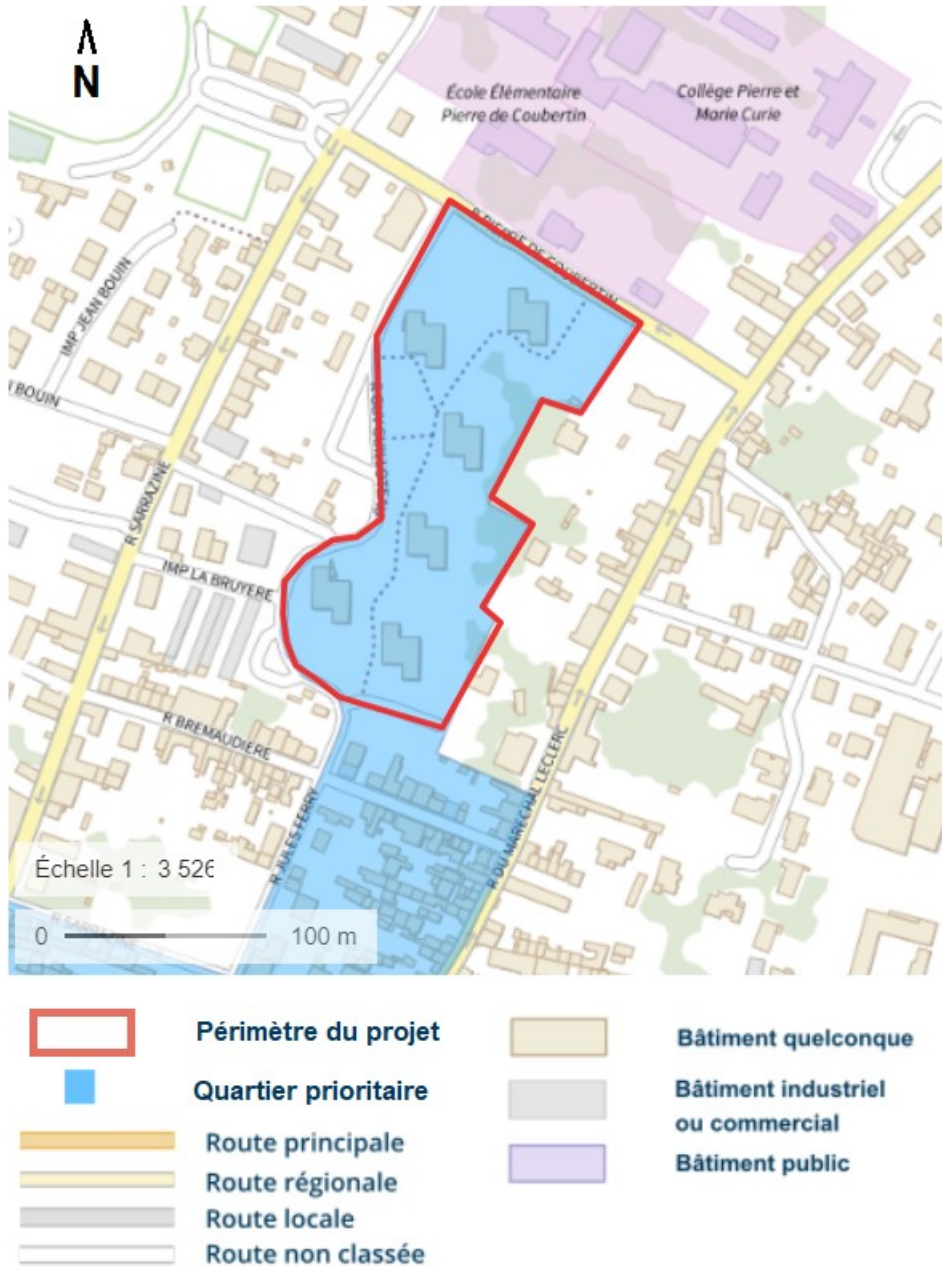 N
École Élémentaire
Pierre de Coubertin
Collège Pierre et
Marie Curie
R PIERRE DE COUBERTIN
IMP JEAN BOUIN
BOUIN
R SARRAZINE
IMP LA BRUYERE
R BREMAUDIERE
R JULES FERRY
R DU MARECHAL LECLERC
R SARRAZINE
Échelle 1 : 3 526
0
100 m
Périmètre du projet
Quartier prioritaire
Route principale
Route régionale
Route locale
Route non classée
Bâtiment quelconque
Bâtiment industriel
ou commercial
Bâtiment public